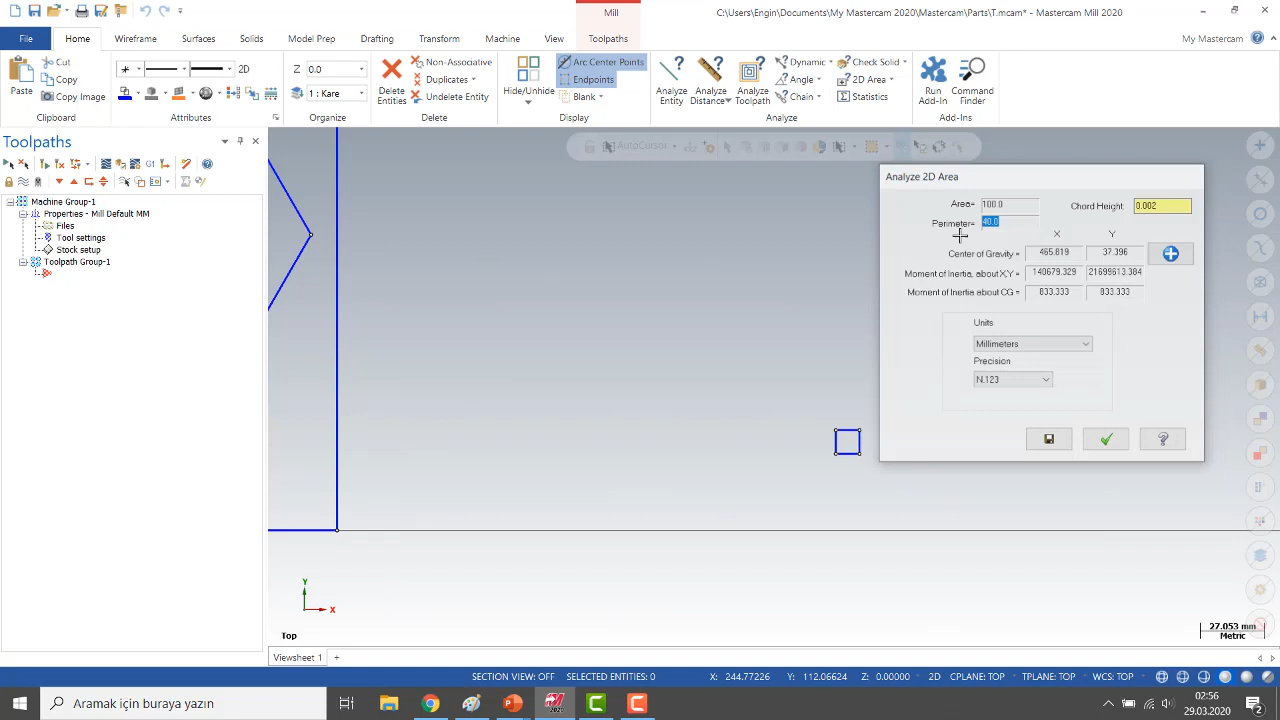 Mill
C:\Users\Engin\Documents\My Mastercam 2020\Mastercam\Parts\T.mcam* - Mastercam Mill 2020
File
Home
Wireframe
Surfaces
Solids
Model Prep
Drafting
Transform
Machine
View
Toolpaths
My Mastercam
Paste
Cut
Copy
Copy Image
Clipboard
2D
Attributes
Z 0.0
1 : Kare
Organize
Delete Entities
Non-Associative
Duplicates
Undelete Entity
Delete
Hide/Unhide
Arc Center Points
Endpoints
Blank
Display
Analyze Entity
Analyze Distance
Analyze Toolpath
Dynamic
Angle
Chain
Check Solid
2D Area
Statistics
Analyze
Run Add-In
Command Finder
Add-Ins
Toolpaths
G1
Machine Group-1
Properties - Mill Default MM
Files
Tool settings
Stock setup
Toolpath Group-1
AutoCursor
Analyze 2D Area
Area= 100.0
Chord Height: 0.002
Perimeter= 40.0
X Y
Center of Gravity = 465.819 37.396
Moment of Inertia, about X,Y = 140679.329 21699613.384
Moment of Inertia about CG = 833.333 833.333
Units
Millimeters
Precision
N.123
Y
X
Top
27.053 mm
Metric
Viewsheet 1 +
SECTION VIEW: OFF SELECTED ENTITIES: 0 X: 244.77226 Y: 112.06624 Z: 0.00000 2D CPLANE: TOP TPLANE: TOP WCS: TOP
Aramak için buraya yazın
2020
02:56
29.03.2020
2